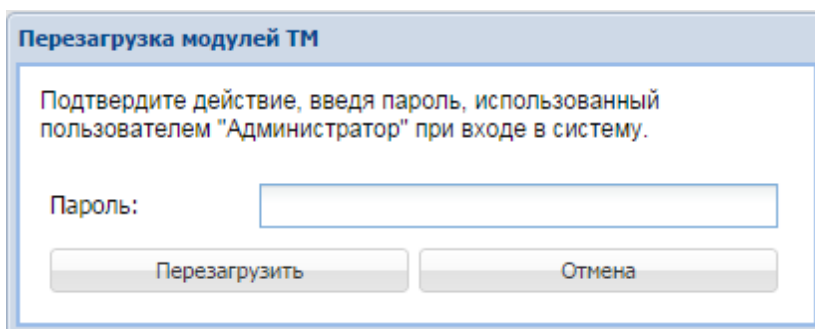 Перезагрузка модулей ТМ
Подтвердите действие, введя пароль, использованный
пользователем "Администратор" при входе в систему.
Пароль:
Перезагрузить Отмена